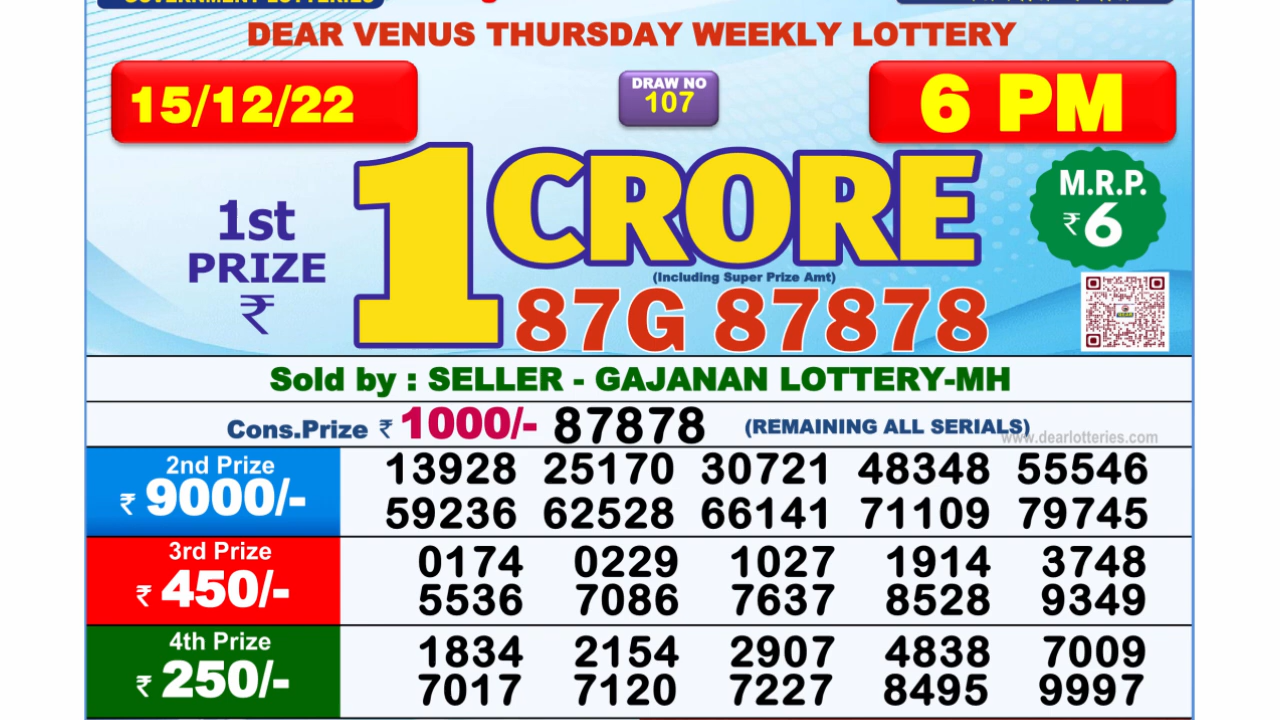 GOVERNMENT LOTTERIES
DEAR VENUS THURSDAY WEEKLY LOTTERY
15/12/22
DRAW NO
107
6 PM
1st
PRIZE
₹
1 CRORE
(Including Super Prize Amt)
87G 87878
M.R.P.
₹6
Sold by : SELLER - GAJANAN LOTTERY-MH
Cons.Prize ₹ 1000/- 87878 (REMAINING ALL SERIALS)
www.dearlotteries.com
2nd Prize
₹ 9000/-
13928 25170 30721 48348 55546
59236 62528 66141 71109 79745
3rd Prize
₹ 450/-
0174 0229 1027 1914 3748
5536 7086 7637 8528 9349
4th Prize
₹ 250/-
1834 2154 2907 4838 7009
7017 7120 7227 8495 9997